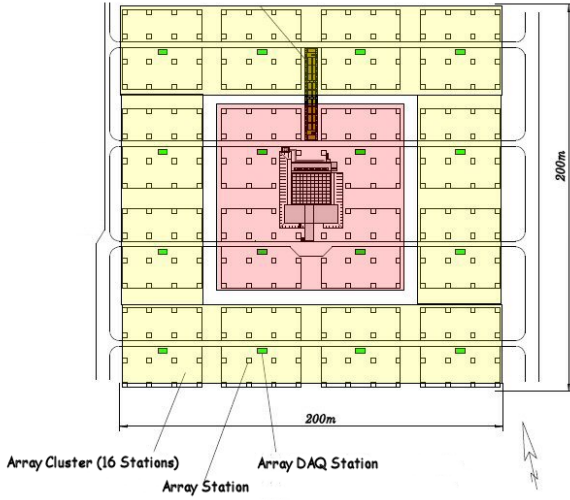 200m
200m
Array Cluster (16 Stations)
Array DAQ Station
Array Station
N